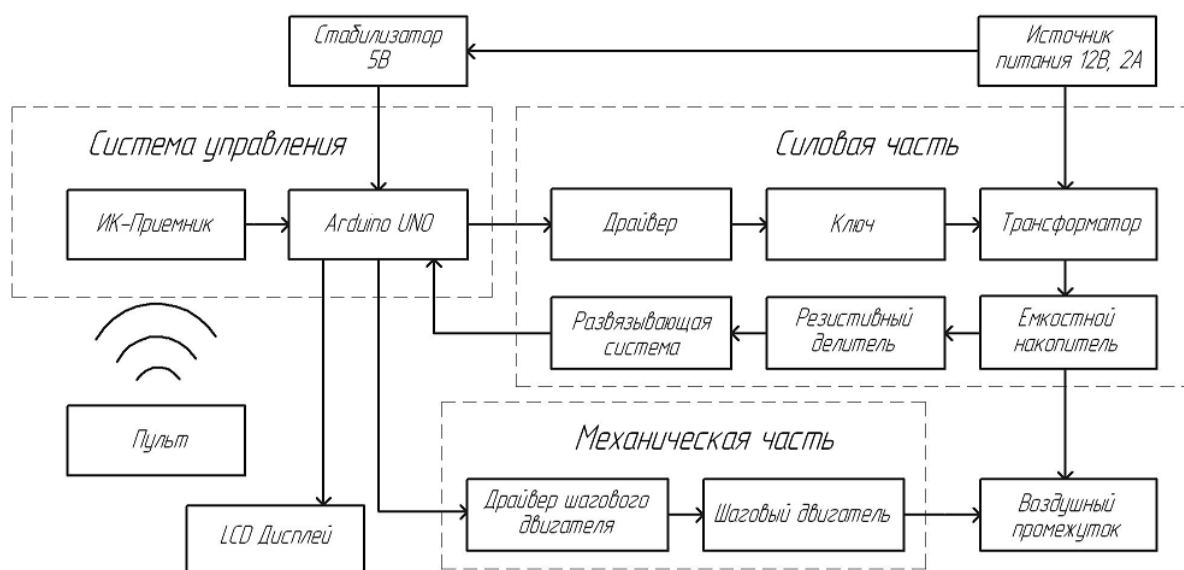 Стабилизатор
5В
Источник
питания 12В, 2А
Система управления
Силовая часть
ИК-Приемник
Arduino UNO
Драйвер
Ключ
Трансформатор
Развязывающая
система
Резистивный
делитель
Емкостной
накопитель
Пульт
Механическая часть
LCD Дисплей
Драйвер шагового
двигателя
Шаговый двигатель
Воздушный
промежуток